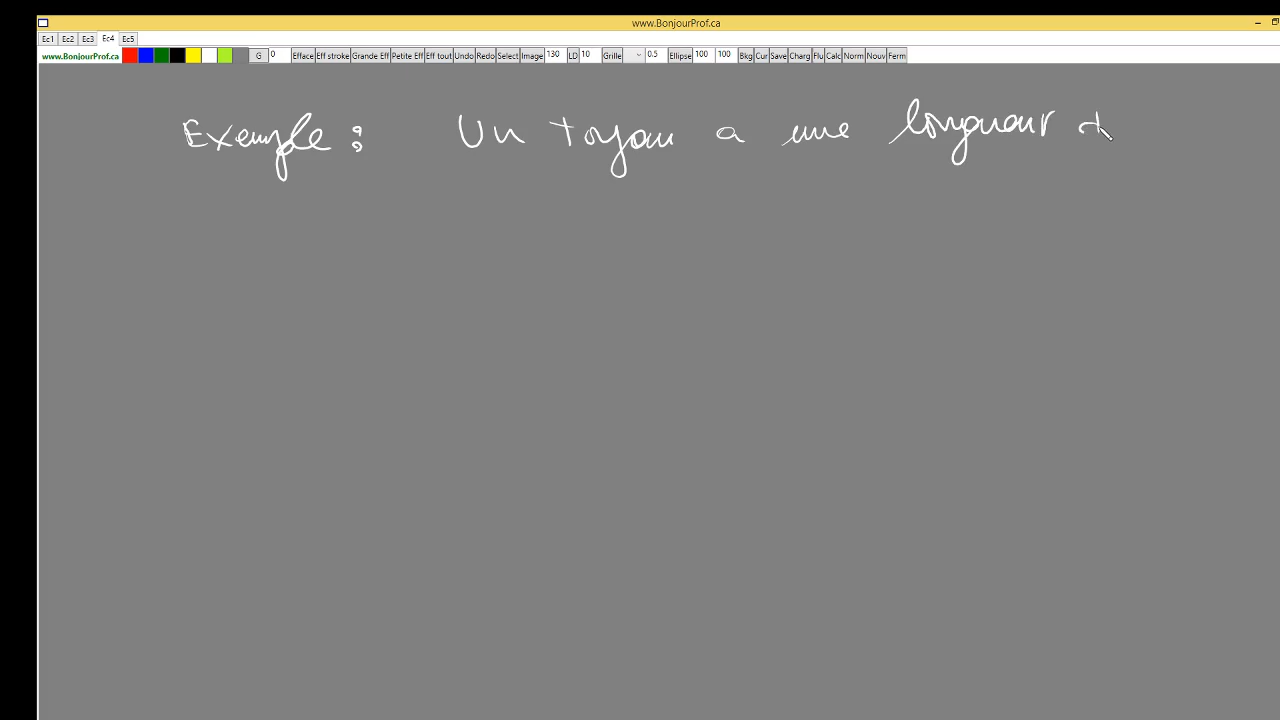 www.BonjourProf.ca
Ec1 Ec2 Ec3 Ec4 Ec5
www.BonjourProf.ca G 0 Efface Eff stroke Grande Eff Petite Eff Eff tout Undo Redo Select Image 130 LD 10 Grille 0.5 Ellipse 100 100 Bkg Cur Save Charg Flu Calc Norm Nouv Ferm
Exemple : Un tuyau a une longueur